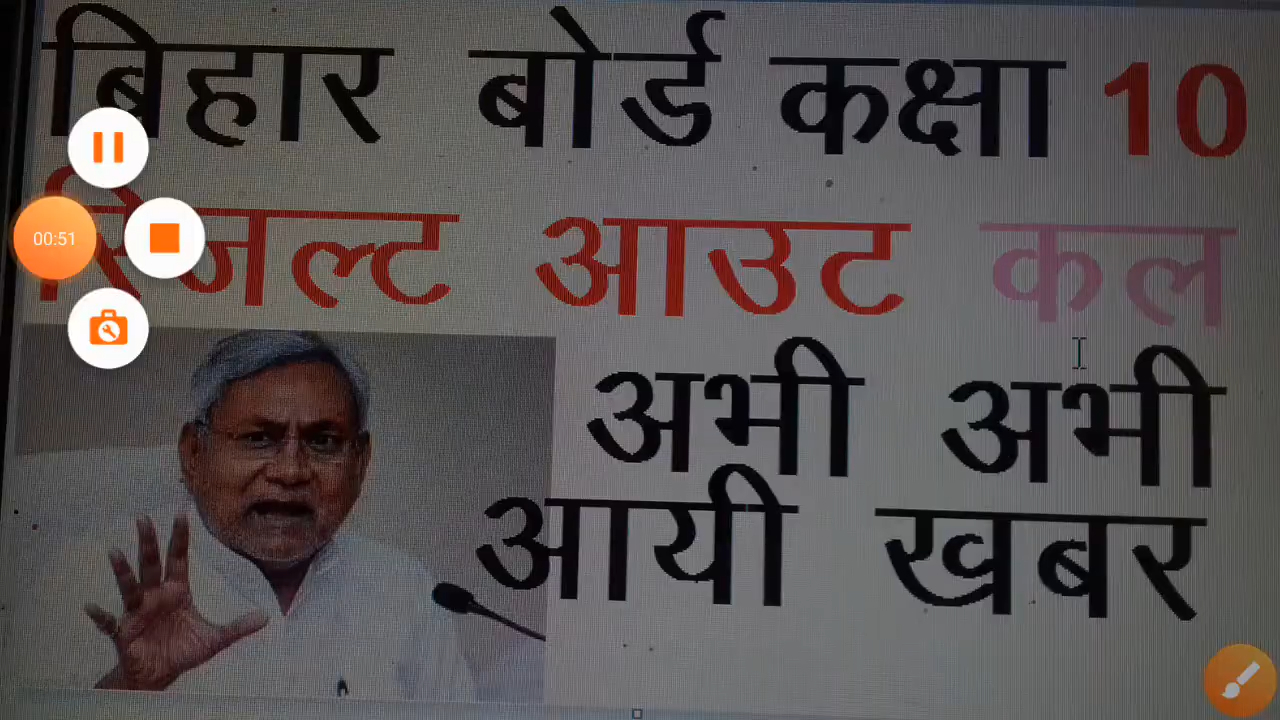 बिहार बोर्ड कक्षा 10
रिजल्ट आउट कल
अभी अभी
आयी खबर
00:51